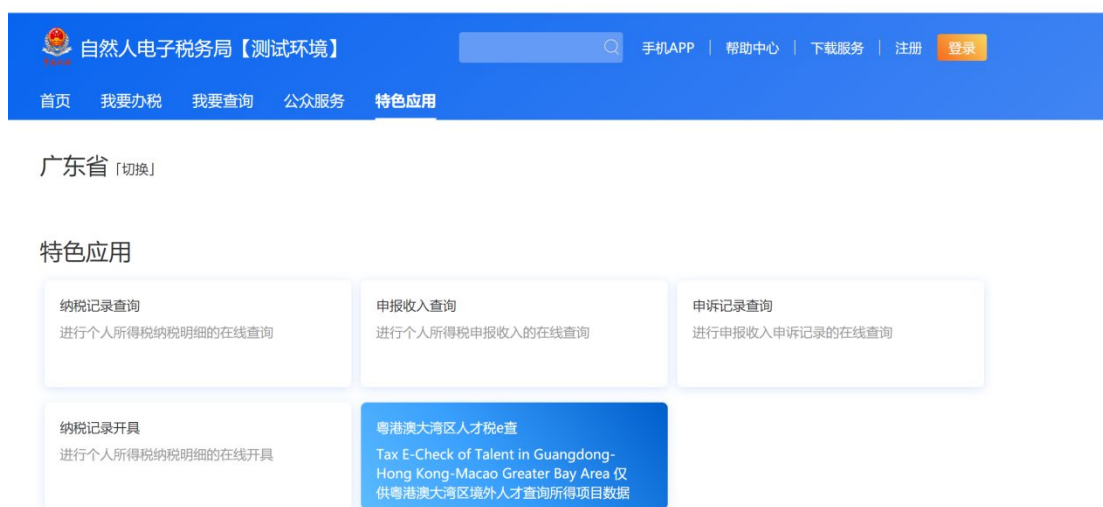 自然人电子税务局【测试环境】
手机APP | 帮助中心 | 下载服务 | 注册 登录
首页 我要办税 我要查询 公众服务 特色应用
广东省「切换」
特色应用
纳税记录查询
进行个人所得税纳税明细的在线查询
申报收入查询
进行个人所得税申报收入的在线查询
申诉记录查询
进行申报收入申诉记录的在线查询
纳税记录开具
进行个人所得税纳税明细的在线开具
粤港澳大湾区人才税e查
Tax E-Check of Talent in Guangdong-
Hong Kong-Macao Greater Bay Area 仅
供粤港澳大湾区境外人才查询所得项目数据